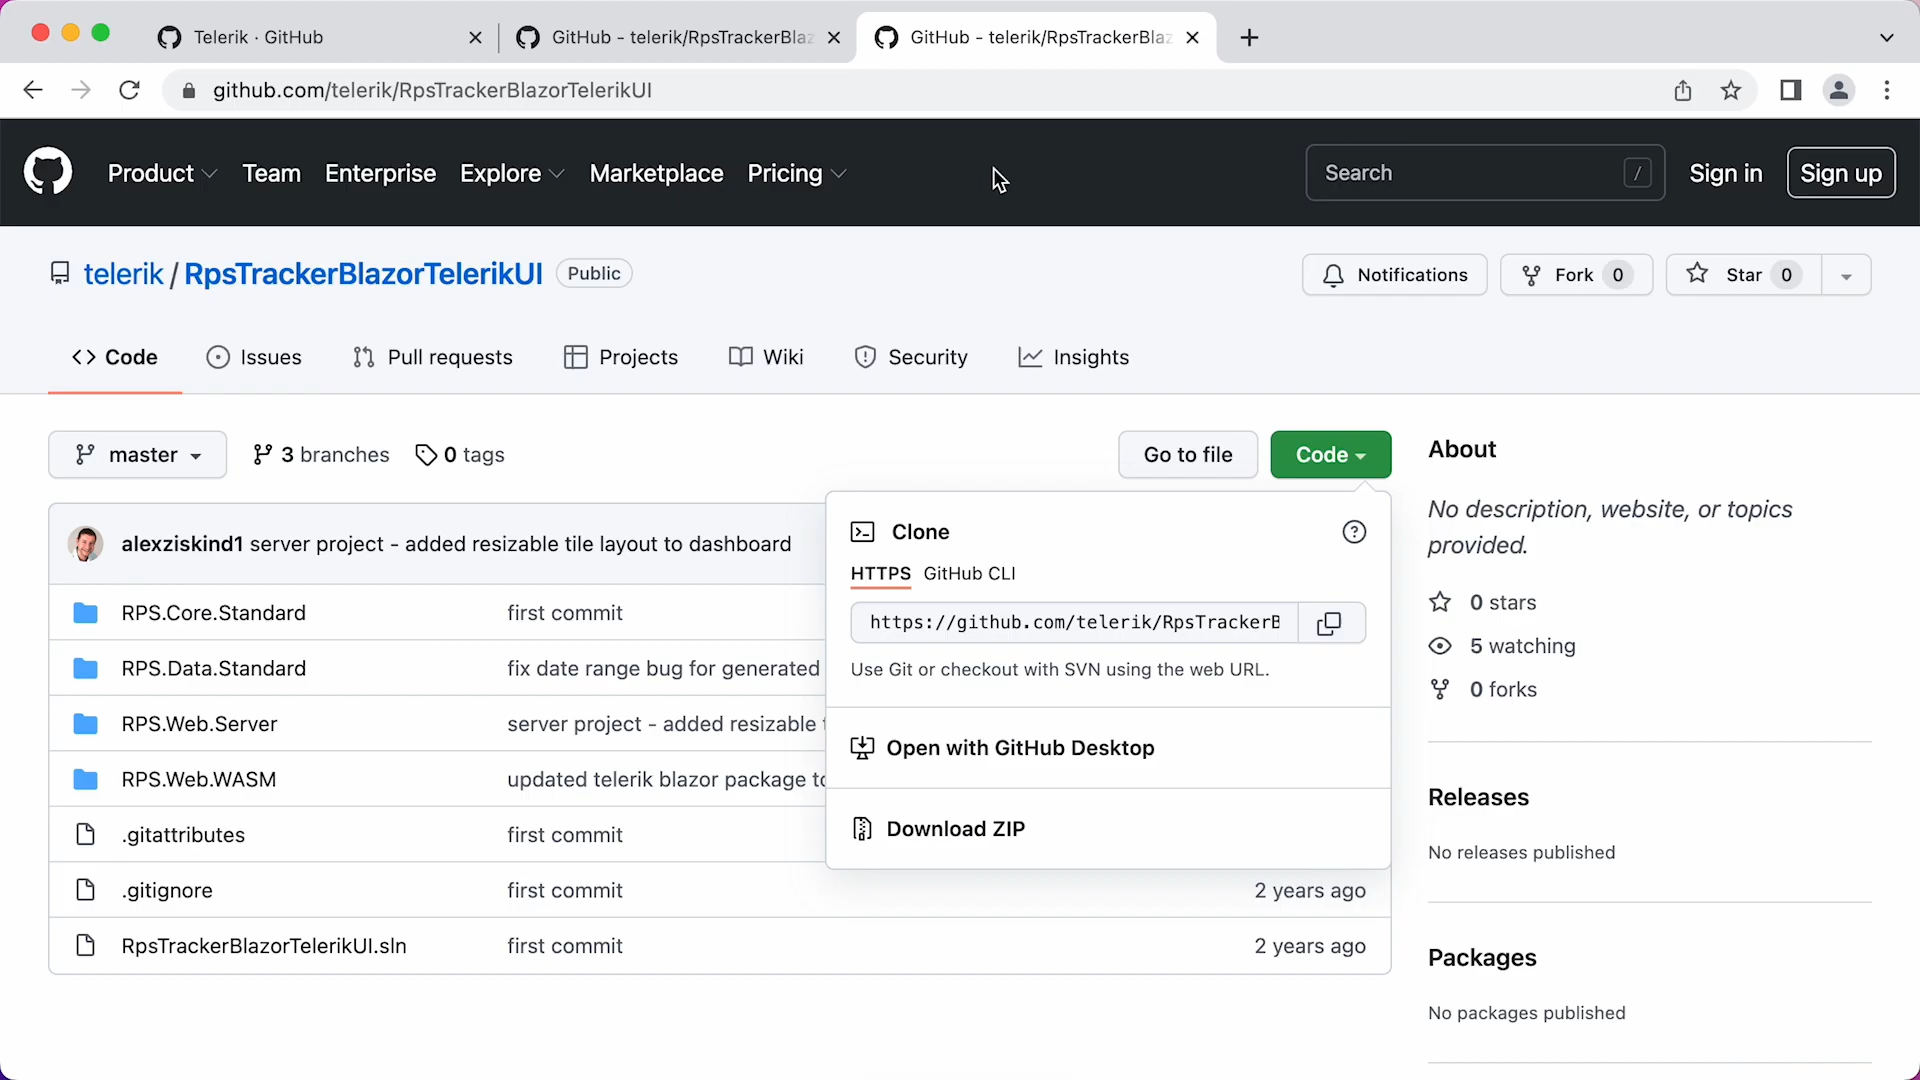 Telerik · GitHub
GitHub - telerik/RpsTrackerBlaz
GitHub - telerik/RpsTrackerBlaz
github.com/telerik/RpsTrackerBlazorTelerikUI
Product Team Enterprise Explore Marketplace Pricing Search / Sign in Sign up
telerik / RpsTrackerBlazorTelerikUI Public
Notifications Fork 0 Star 0
Code Issues Pull requests Projects Wiki Security Insights
master 3 branches 0 tags Go to file Code
alexziskind1 server project - added resizable tile layout to dashboard
RPS.Core.Standard first commit
RPS.Data.Standard fix date range bug for generated
RPS.Web.Server server project - added resizable t
RPS.Web.WASM updated telerik blazor package to
.gitattributes first commit
.gitignore first commit 2 years ago
RpsTrackerBlazorTelerikUI.sln first commit 2 years ago
Clone
HTTPS GitHub CLI
https://github.com/telerik/RpsTrackerB
Use Git or checkout with SVN using the web URL.
Open with GitHub Desktop
Download ZIP
About
No description, website, or topics
provided.
0 stars
5 watching
0 forks
Releases
No releases published
Packages
No packages published